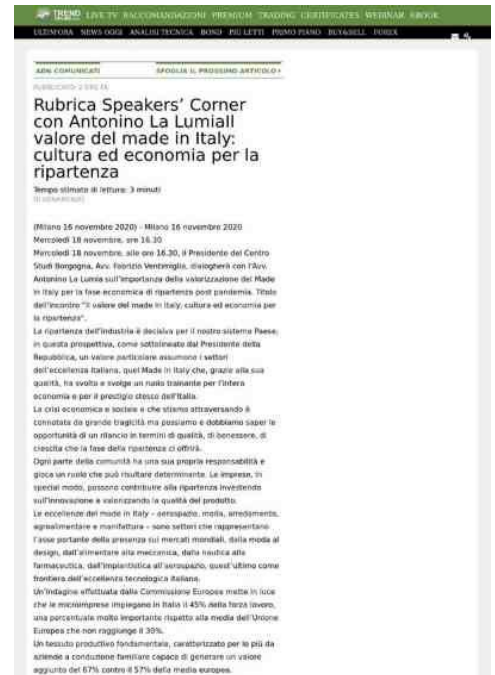 TREND
LIVE TV RACCOMANDAZIONI PREMIUM TRADING CERTIFICATES WEBINAR EBOOK
ULTIM'ORA NEWS OGGI ANALISI TECNICA BOND PIÙ LETTI PRIMO PIANO BUY&SELL FOREX
ADN COMUNICATI SFOGLIA IL PROSSIMO ARTICOLO
PUBBLICATO: 2 ORE FA
Rubrica Speakers' Corner
con Antonino La LumiaIl
valore del made in Italy:
cultura ed economia per la
ripartenza
Tempo stimato di lettura: 3 minuti
(Milano 16 novembre 2020) - Milano 16 novembre 2020
Mercoledì 18 novembre, ore 16.30
Mercoledì 18 novembre, alle ore 16.30, il Presidente del Centro
Studi Borgogna, Avv. Fabrizio Ventimiglia, dialogherà con l'Avv.
Antonino La Lumia sull'importanza della valorizzazione del Made
in Italy per la fase economica di ripartenza post pandemia. Titolo
dell'incontro "Il valore del made in Italy: cultura ed economia per
la ripartenza".
La ripartenza dell'industria è decisiva per il nostro sistema Paese;
in questa prospettiva, come sottolineato dal Presidente della
Repubblica, un valore particolare assumono i settori
dell'eccellenza italiana, quel Made in Italy che, grazie alla sua
qualità, ha svolto e svolge un ruolo trainante per l'intera
economia e per il prestigio stesso dell'Italia.
La crisi economica e sociale e che stiamo attraversando è
connotata da grande tragicità ma possiamo e dobbiamo saper le
opportunità di un rilancio in termini di qualità, di benessere, di
crescita che la fase della ripartenza ci offrirà.
Ogni parte della comunità ha una sua propria responsabilità e
gioca un ruolo che può risultare determinante. Le imprese, in
special modo, possono contribuire alla ripartenza investendo
sull'innovazione e valorizzando la qualità del prodotto.
Le eccellenze del made in Italy – aerospazio, moda, arredamento,
agroalimentare e manifattura – sono settori che rappresentano
l'asse portante della presenza sui mercati mondiali, dalla moda al
design, dall'alimentare alla meccanica, dalla nautica alla
farmaceutica, dall'impiantistica all'aerospazio, quest'ultimo come
frontiera dell'eccellenza tecnologica italiana.
Un'indagine effettuata dalla Commissione Europea mette in luce
che le microimprese impiegano in Italia il 45% della forza lavoro,
una percentuale molto importante rispetto alla media dell'Unione
Europea che non raggiunge il 30%.
Un tessuto produttivo fondamentale, caratterizzato per lo più da
aziende a conduzione familiare capace di generare un valore
aggiunto del 67% contro il 57% della media europea.